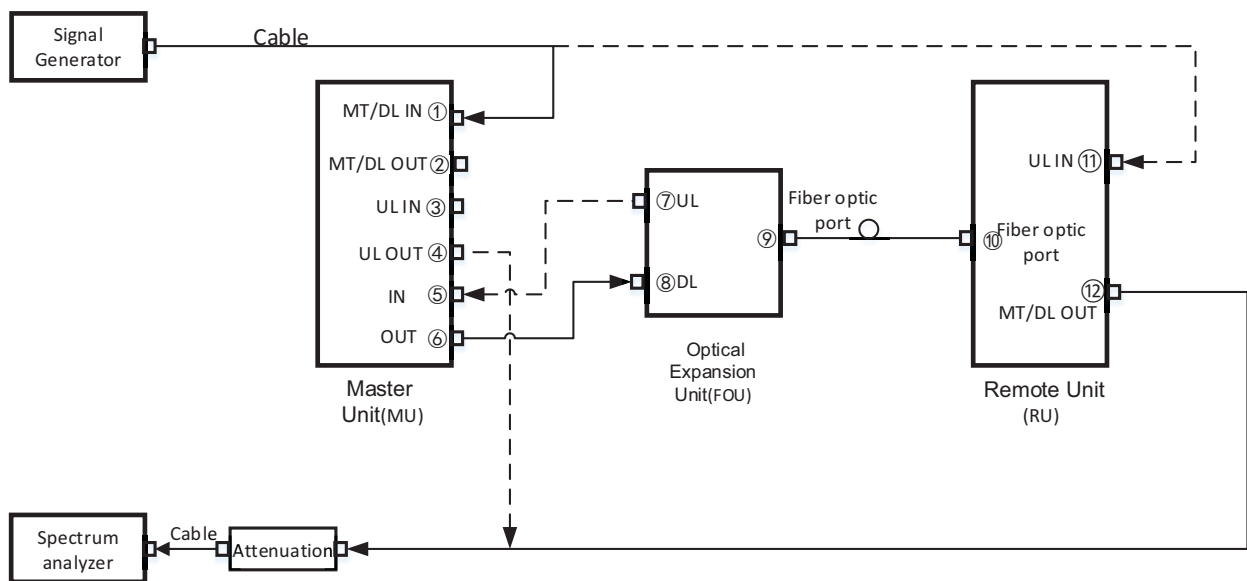 Signal
Generator
Cable
MT/DL IN ①
MT/DL OUT ②
UL IN ③
UL OUT ④
IN ⑤
OUT ⑥
Master
Unit(MU)
⑦UL
⑧DL
⑨
Optical
Expansion
Unit(FOU)
Fiber optic
port
UL IN ⑪
⑩ Fiber optic
port
⑫
MT/DL OUT
Remote Unit
(RU)
Spectrum
analyzer
Cable
Attenuation